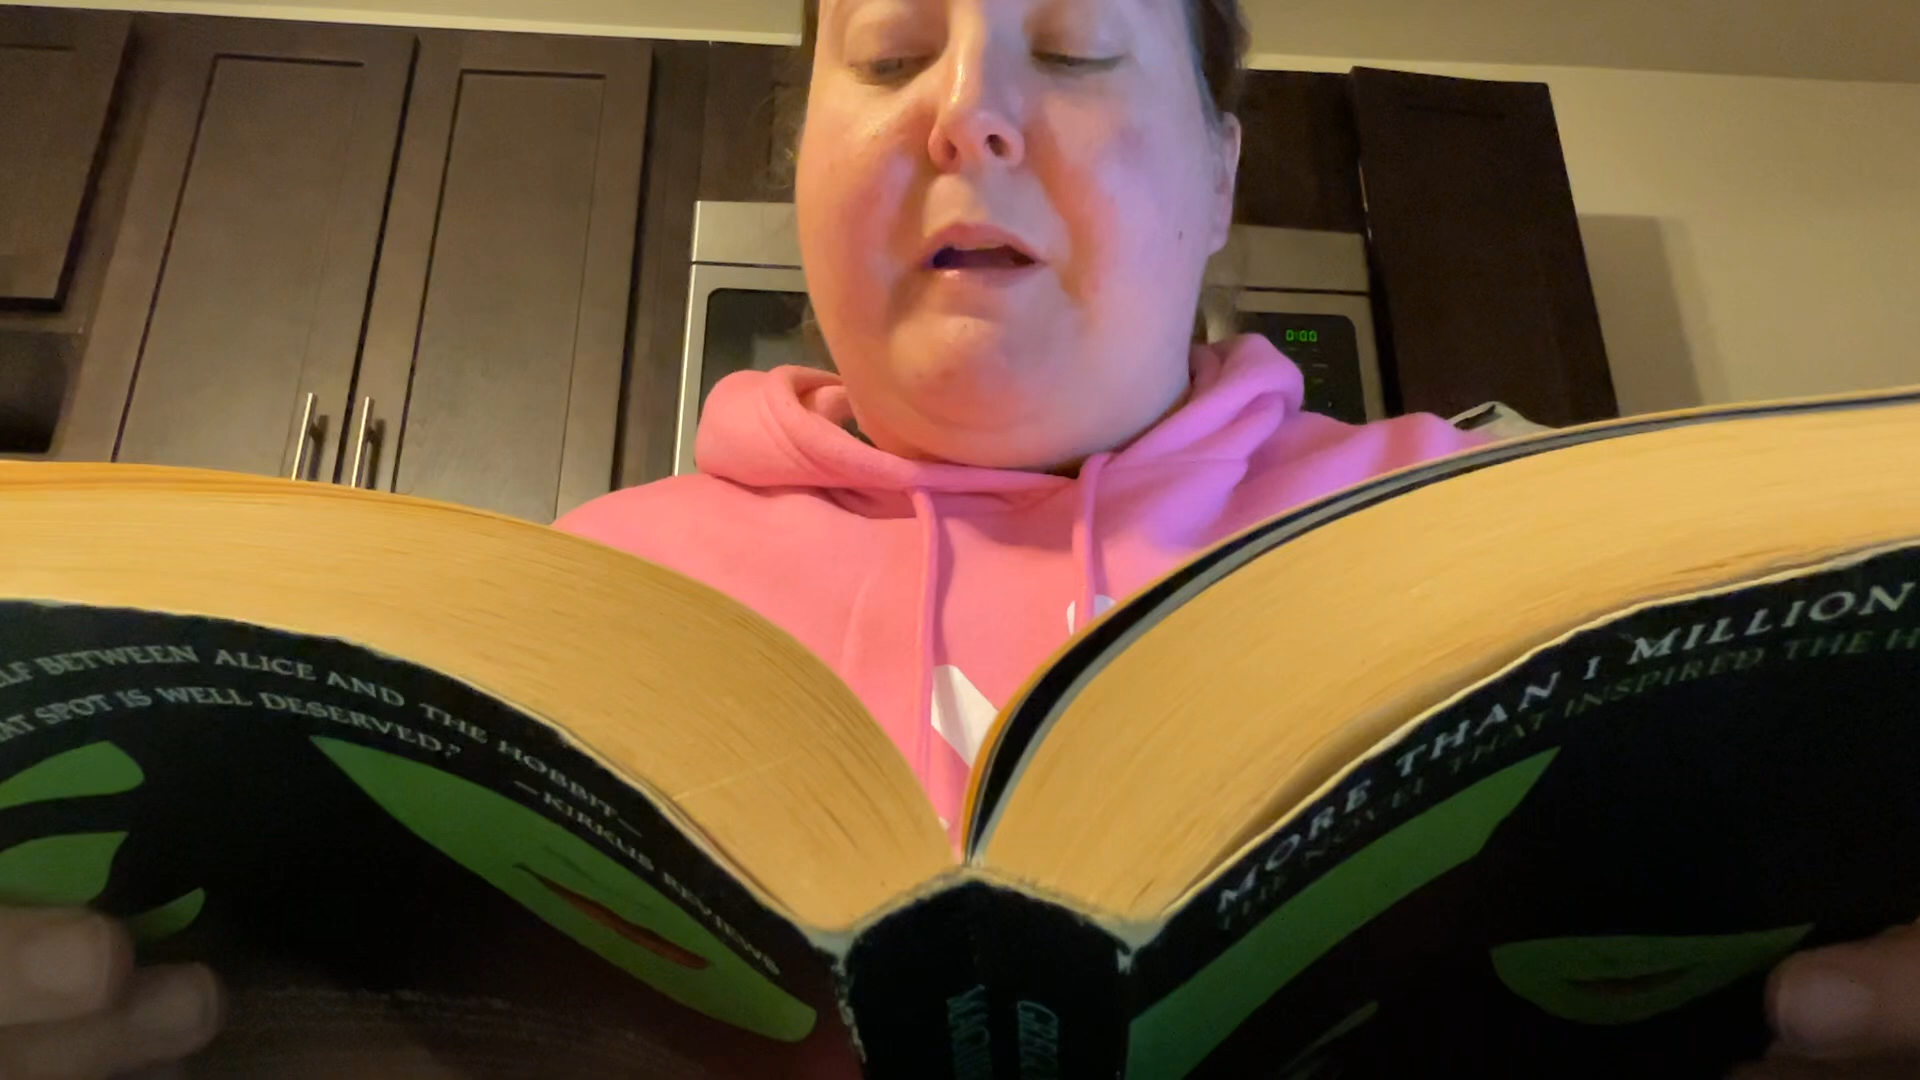 BETWEEN ALICE AND THE HOBBIT—
SPOT IS WELL DESERVED."
—KIRKUS REVIEWS
MORE THAN 1 MILLION
THE NOVEL THAT INSPIRED THE
0:00